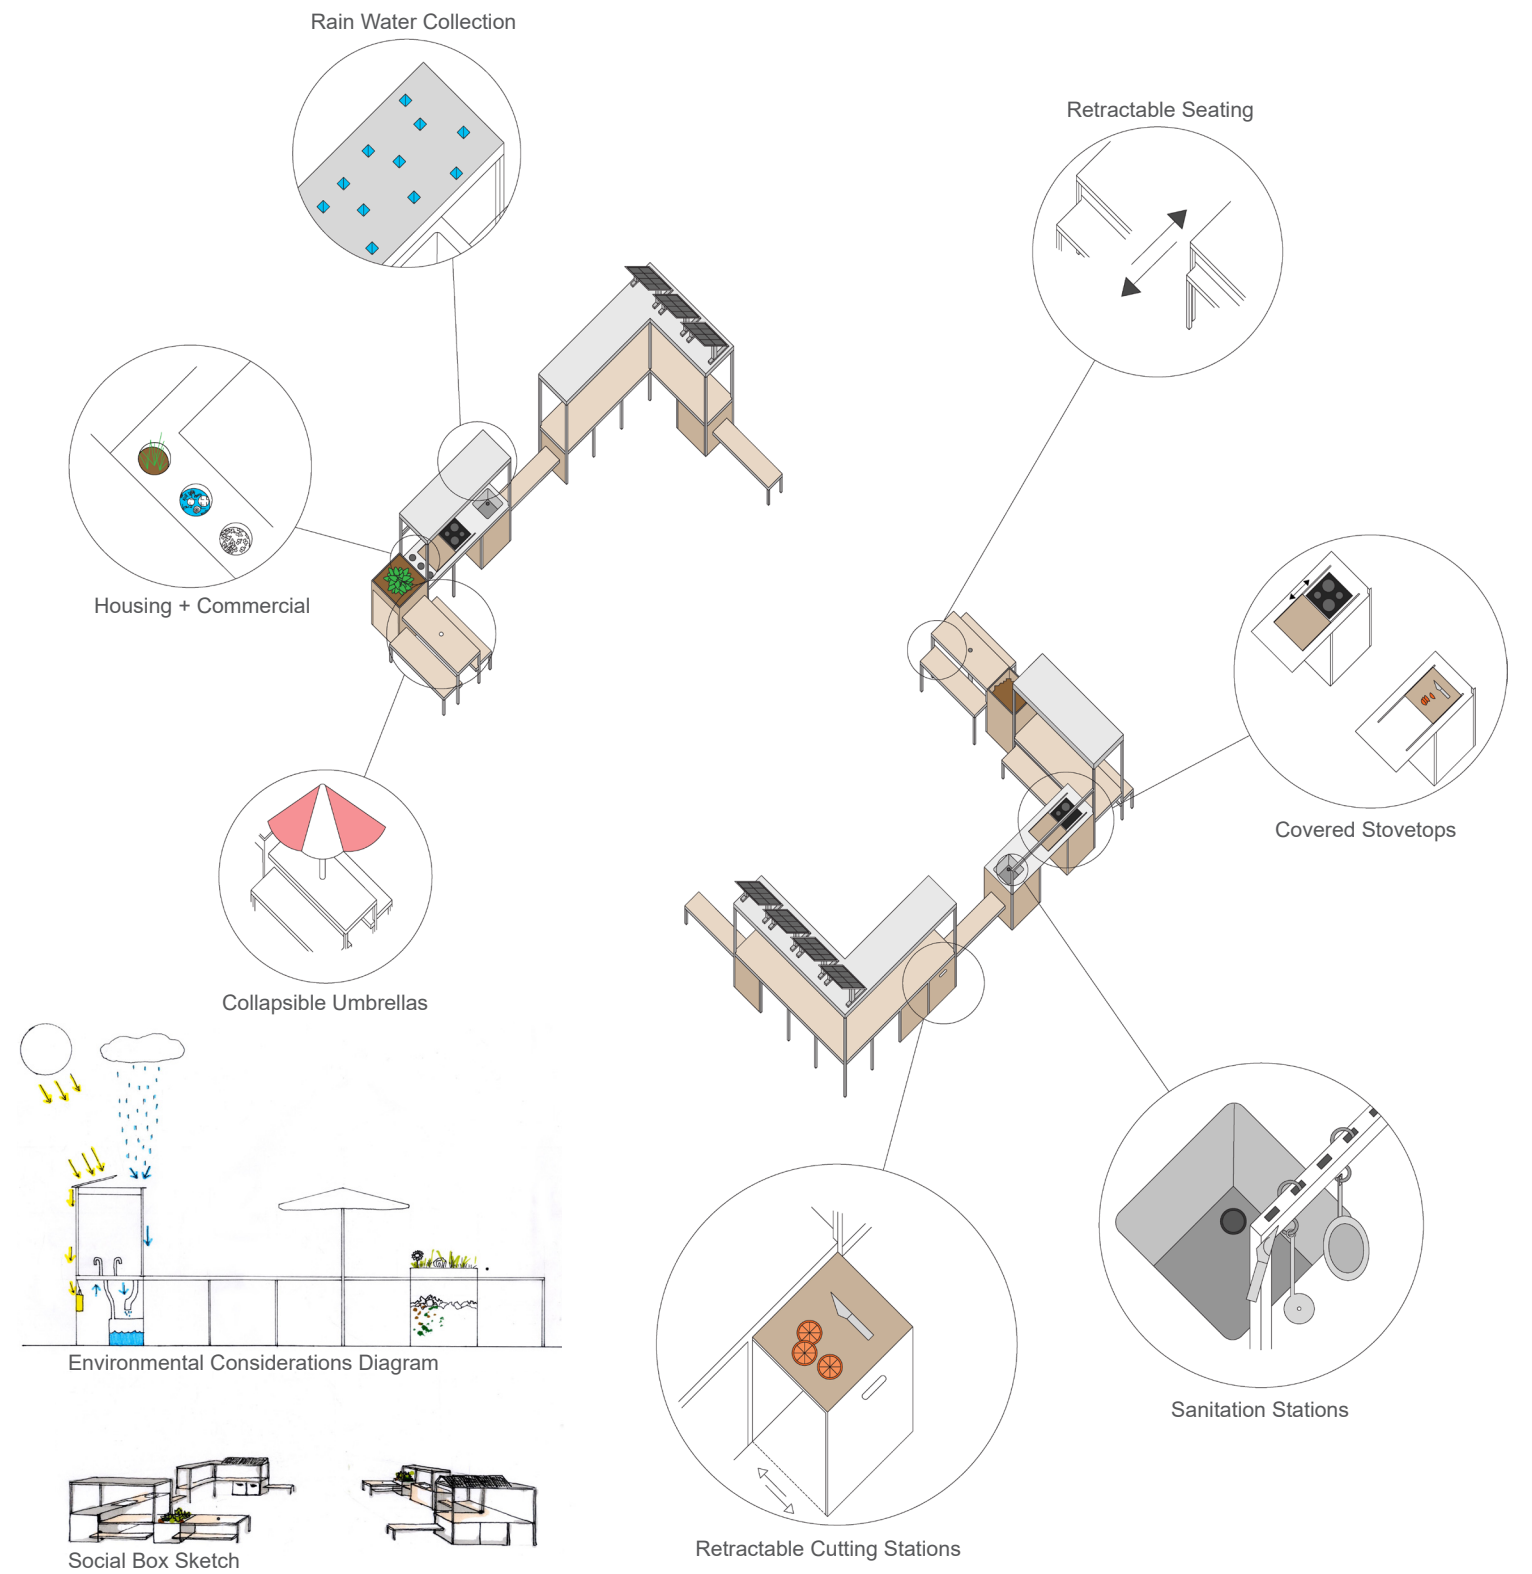 Rain Water Collection
Retractable Seating
Housing + Commercial
Covered Stovetops
Collapsible Umbrellas
Environmental Considerations Diagram
Sanitation Stations
Retractable Cutting Stations
Social Box Sketch